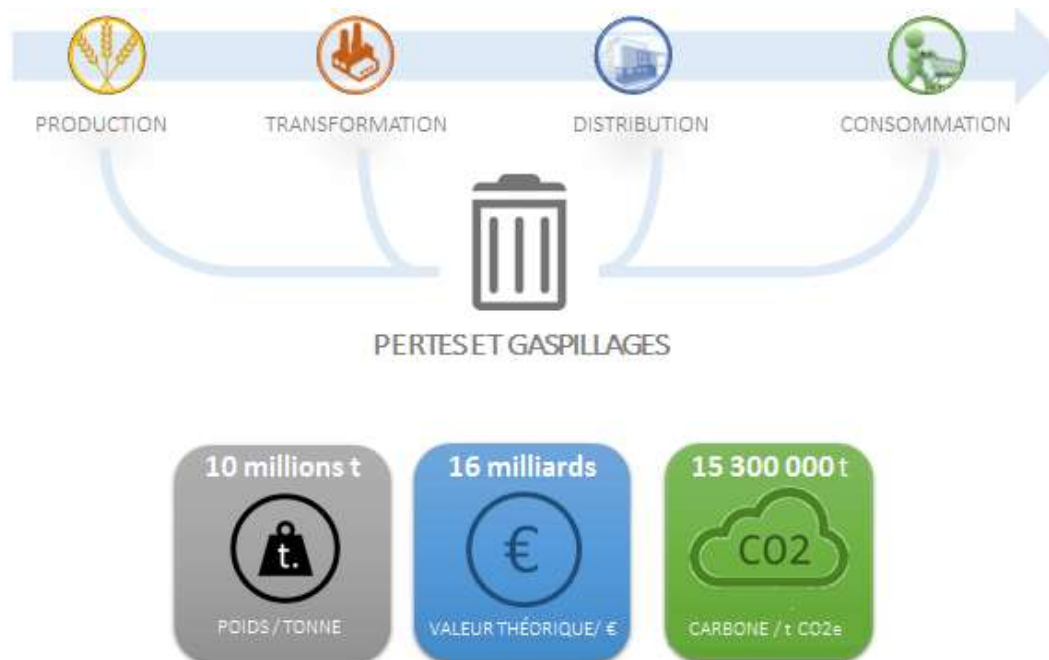 PRODUCTION
TRANSFORMATION
DISTRIBUTION
CONSOMMATION
PERTES ET GASPILLAGES
10 millions t
16 milliards
15 300 000 t
t.
€
CO2
POIDS / TONNE
VALEUR THÉORIQUE/ €
CARBONE / t CO2e